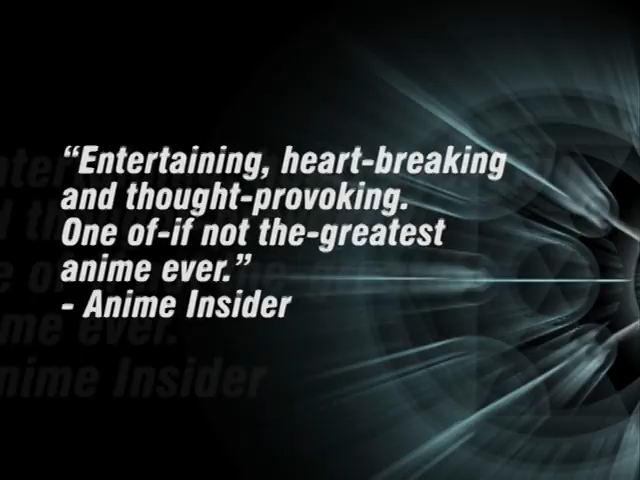 “Entertaining, heart-breaking
and thought-provoking.
One of-if not the-greatest
anime ever.”
- Anime Insider